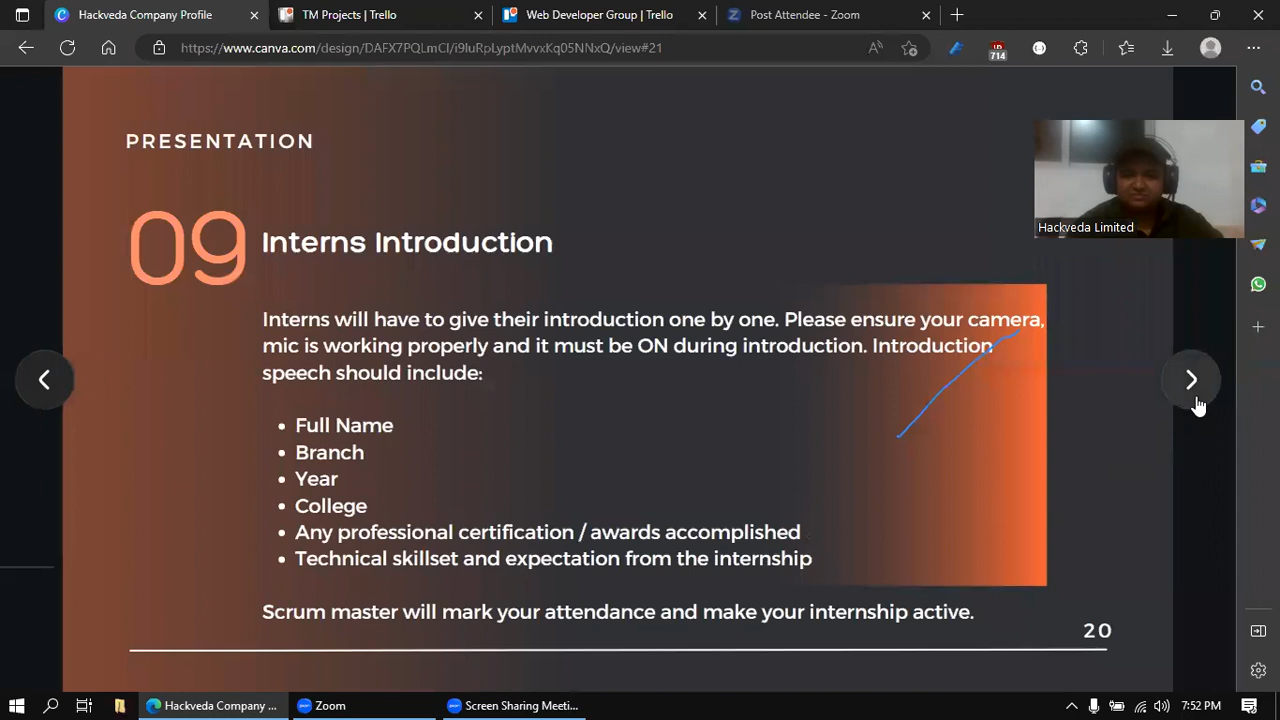 Hackveda Company Profile
TM Projects | Trello
Web Developer Group | Trello
Post Attendee - Zoom
https://www.canva.com/design/DAFX7PQLmCI/i9luRpLyptMvvxKq05NNxQ/view#21
714
PRESENTATION
09
Interns Introduction
Hackveda Limited
Interns will have to give their introduction one by one. Please ensure your camera,
mic is working properly and it must be ON during introduction. Introduction
speech should include:
• Full Name
• Branch
• Year
• College
• Any professional certification / awards accomplished
• Technical skillset and expectation from the internship
Scrum master will mark your attendance and make your internship active.
20
Hackveda Company ...
Zoom
Screen Sharing Meeti...
7:52 PM